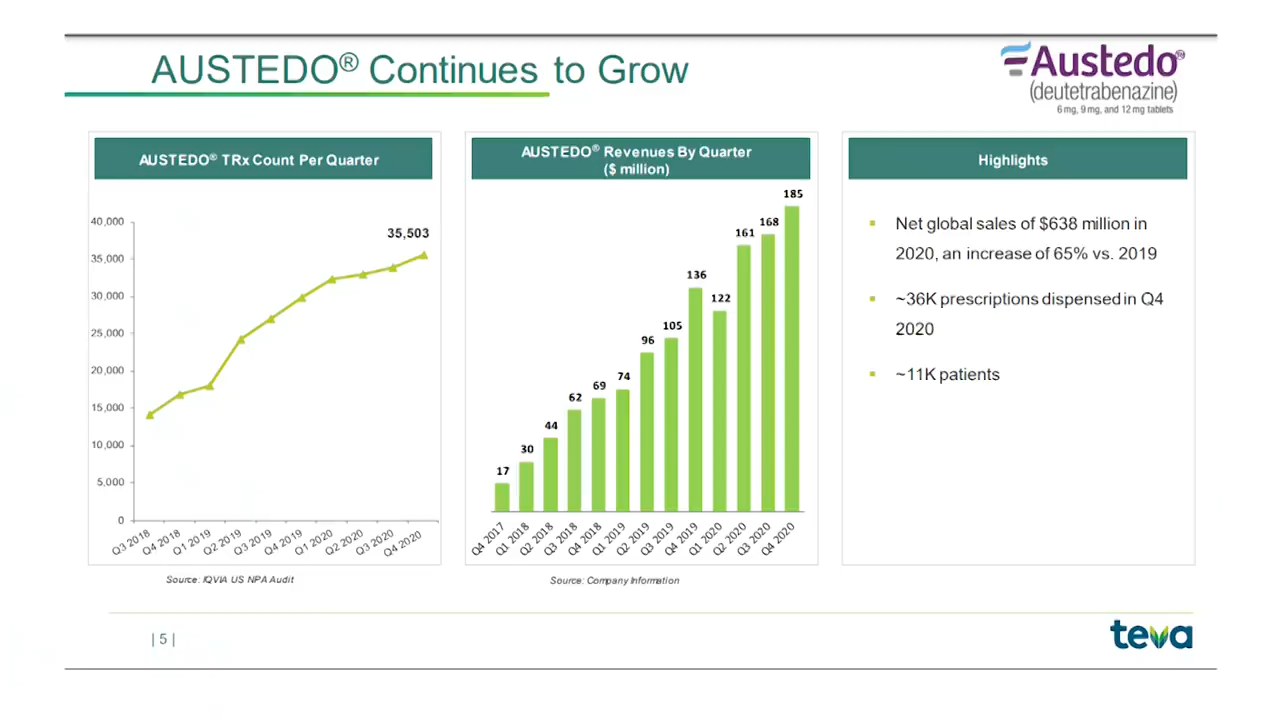 AUSTEDO® Continues to Grow
Austedo™
(deutetrabenazine)
6 mg, 9 mg, and 12 mg tablets
AUSTEDO® TRx Count Per Quarter
40,000
35,000
30,000
25,000
20,000
15,000
10,000
5,000
0
35,503
Q3 2018
Q4 2018
Q1 2019
Q2 2019
Q3 2019
Q4 2019
Q1 2020
Q2 2020
Q3 2020
Q4 2020
Source: IQVIA US NPA Audit
AUSTEDO® Revenues By Quarter
($ million)
17
30
44
62
69
74
96
105
136
122
161
168
185
Q4 2017
Q1 2018
Q2 2018
Q3 2018
Q4 2018
Q1 2019
Q2 2019
Q3 2019
Q4 2019
Q1 2020
Q2 2020
Q3 2020
Q4 2020
Source: Company Information
Highlights
▪ Net global sales of $638 million in
2020, an increase of 65% vs. 2019
▪ ~36K prescriptions dispensed in Q4
2020
▪ ~11K patients
| 5 |
teva